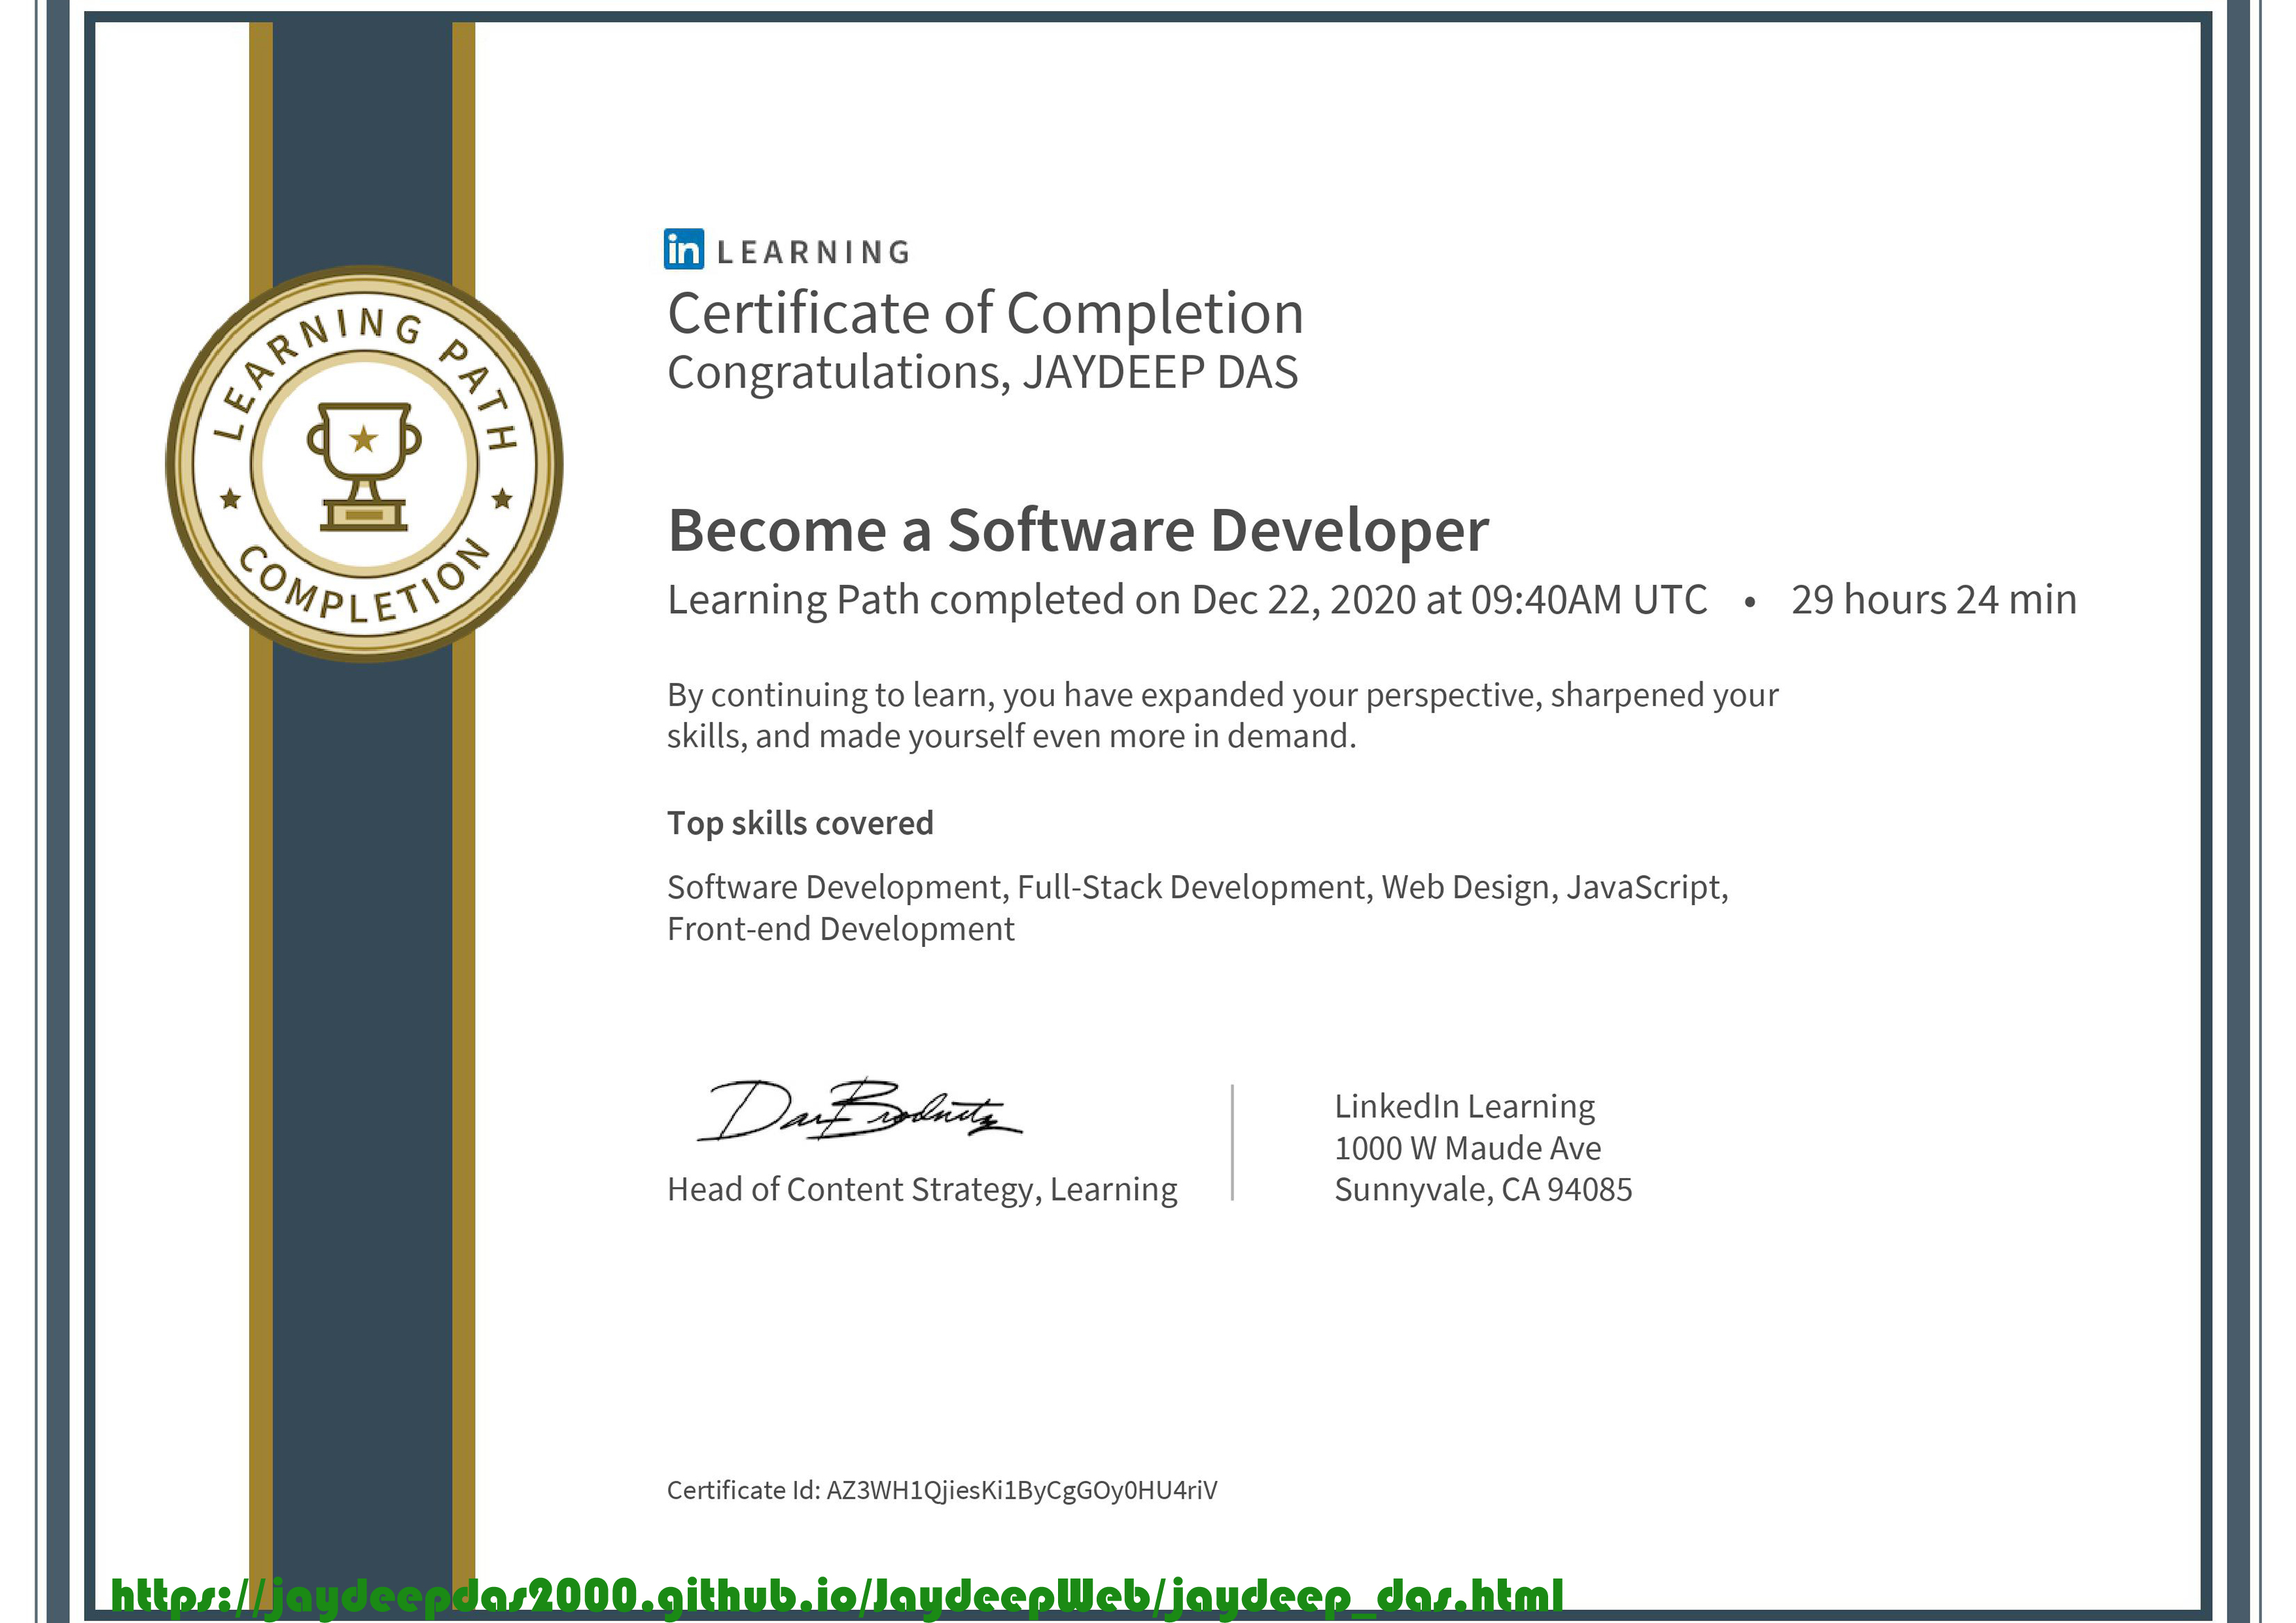 LEARNING PATH
COMPLETION
in LEARNING
Certificate of Completion
Congratulations, JAYDEEP DAS
Become a Software Developer
Learning Path completed on Dec 22, 2020 at 09:40AM UTC • 29 hours 24 min
By continuing to learn, you have expanded your perspective, sharpened your
skills, and made yourself even more in demand.
Top skills covered
Software Development, Full-Stack Development, Web Design, JavaScript,
Front-end Development
Dan Brodnitz
Head of Content Strategy, Learning
LinkedIn Learning
1000 W Maude Ave
Sunnyvale, CA 94085
Certificate Id: AZ3WH1QjiesKi1ByCgGOy0HU4riV
https://jaydeepdas2000.github.io/JaydeepWeb/jaydeep_das.html